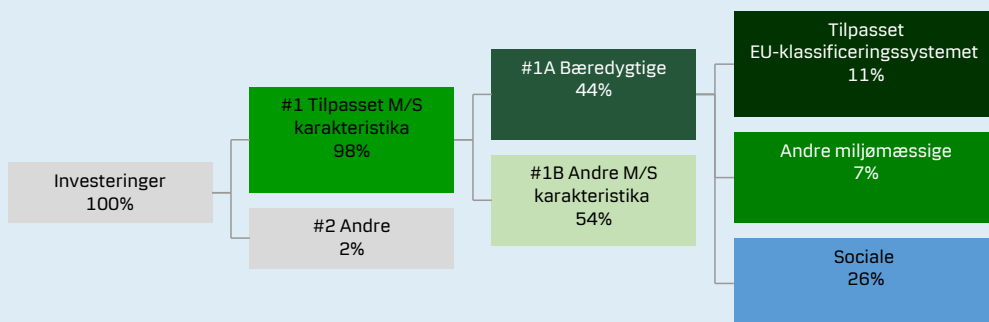 Investeringer
100%
#1 Tilpasset M/S
karakteristika
98%
#2 Andre
2%
#1A Bæredygtige
44%
#1B Andre M/S
karakteristika
54%
Tilpasset
EU-klassificeringssystemet
11%
Andre miljømæssige
7%
Sociale
26%